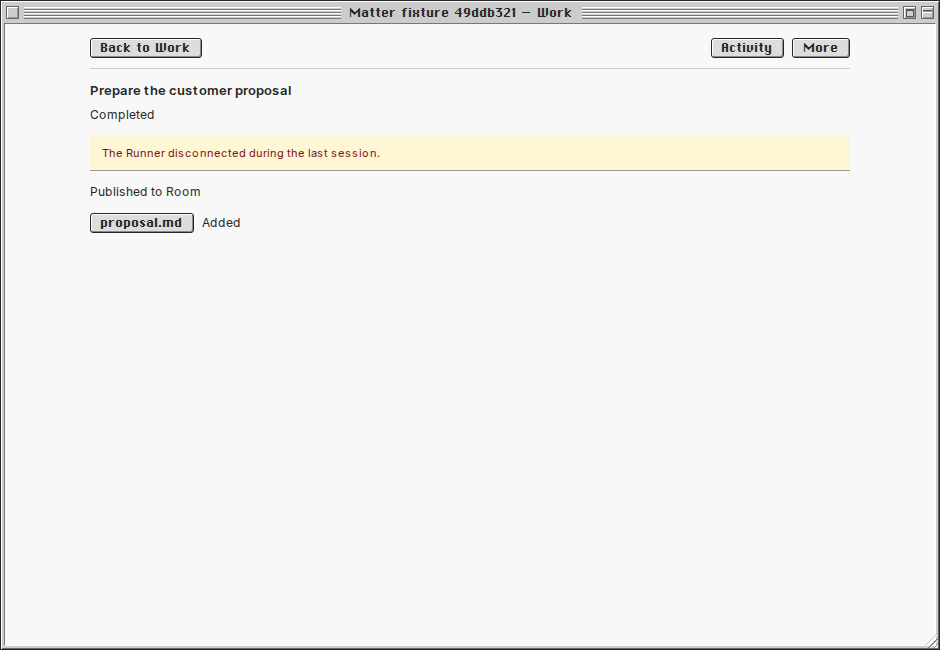 Matter fixture 49ddb321 — Work
Back to Work
Activity
More
Prepare the customer proposal
Completed
The Runner disconnected during the last session.
Published to Room
proposal.md Added